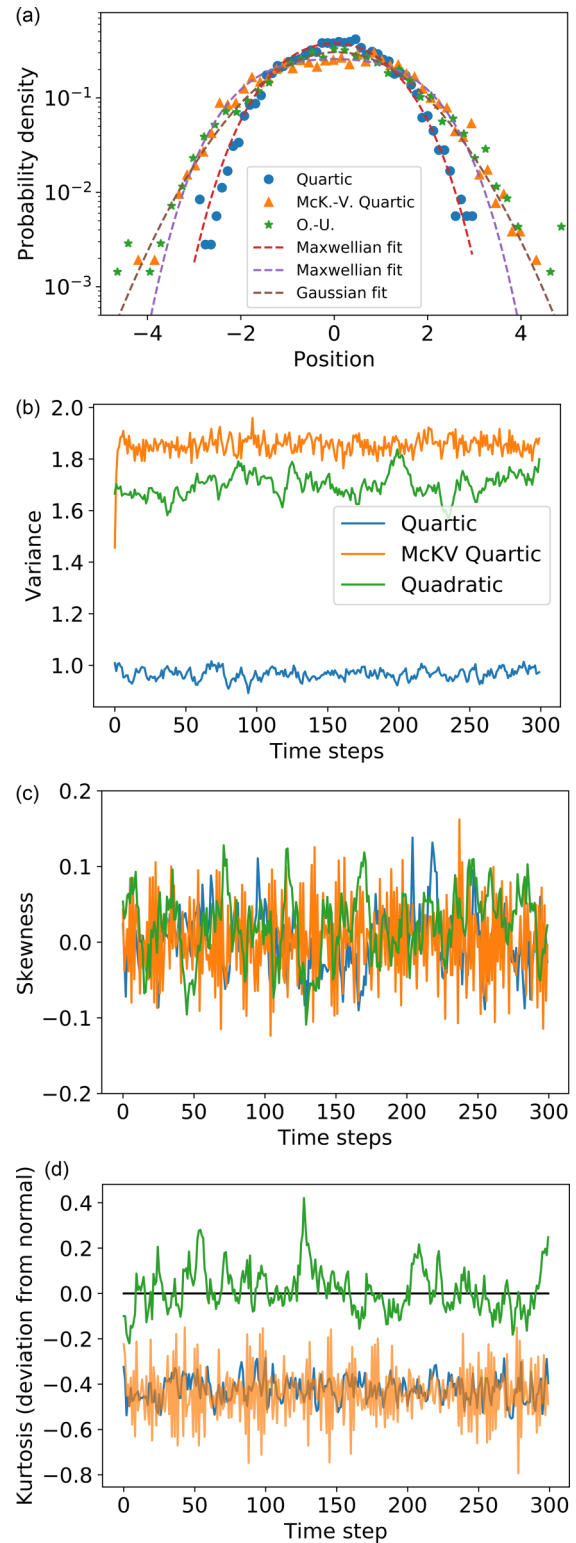 (a)
Probability density
10⁻¹
10⁻²
10⁻³
Quartic
McK.-V. Quartic
O.-U.
Maxwellian fit
Maxwellian fit
Gaussian fit
−4 −2 0 2 4
Position
(b)
Variance
2.0
1.8
1.6
1.4
1.2
1.0
Quartic
McKV Quartic
Quadratic
0 50 100 150 200 250 300
Time steps
(c)
Skewness
0.2
0.1
0.0
−0.1
−0.2
0 50 100 150 200 250 300
Time steps
(d)
Kurtosis (deviation from normal)
0.4
0.2
0.0
−0.2
−0.4
−0.6
−0.8
0 50 100 150 200 250 300
Time step